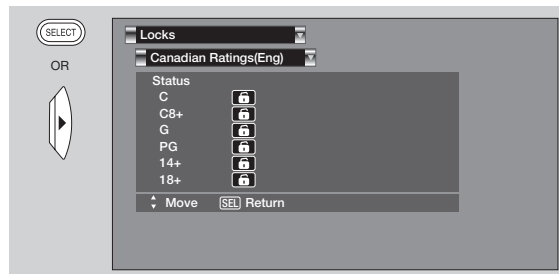 SELECT
OR
Locks
Canadian Ratings(Eng)
Status
C
C8+
G
PG
14+
18+
Move SEL Return